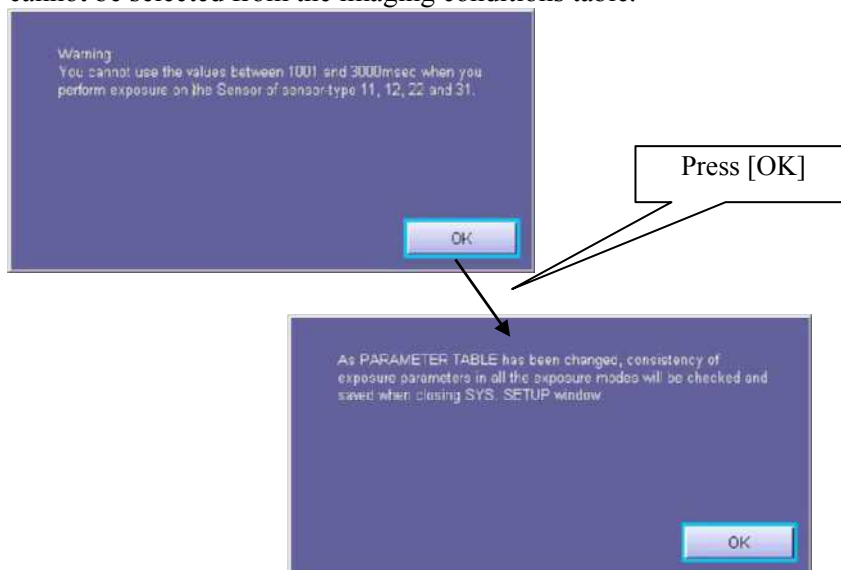 cannot be selected from the imaging conditions table.
Warning
You cannot use the values between 1001 and 3000msec when you
perform exposure on the Sensor of sensor-type 11, 12, 22 and 31.
Press [OK]
OK
As PARAMETER TABLE has been changed, consistency of
exposure parameters in all the exposure modes will be checked and
saved when closing SYS. SETUP window
OK